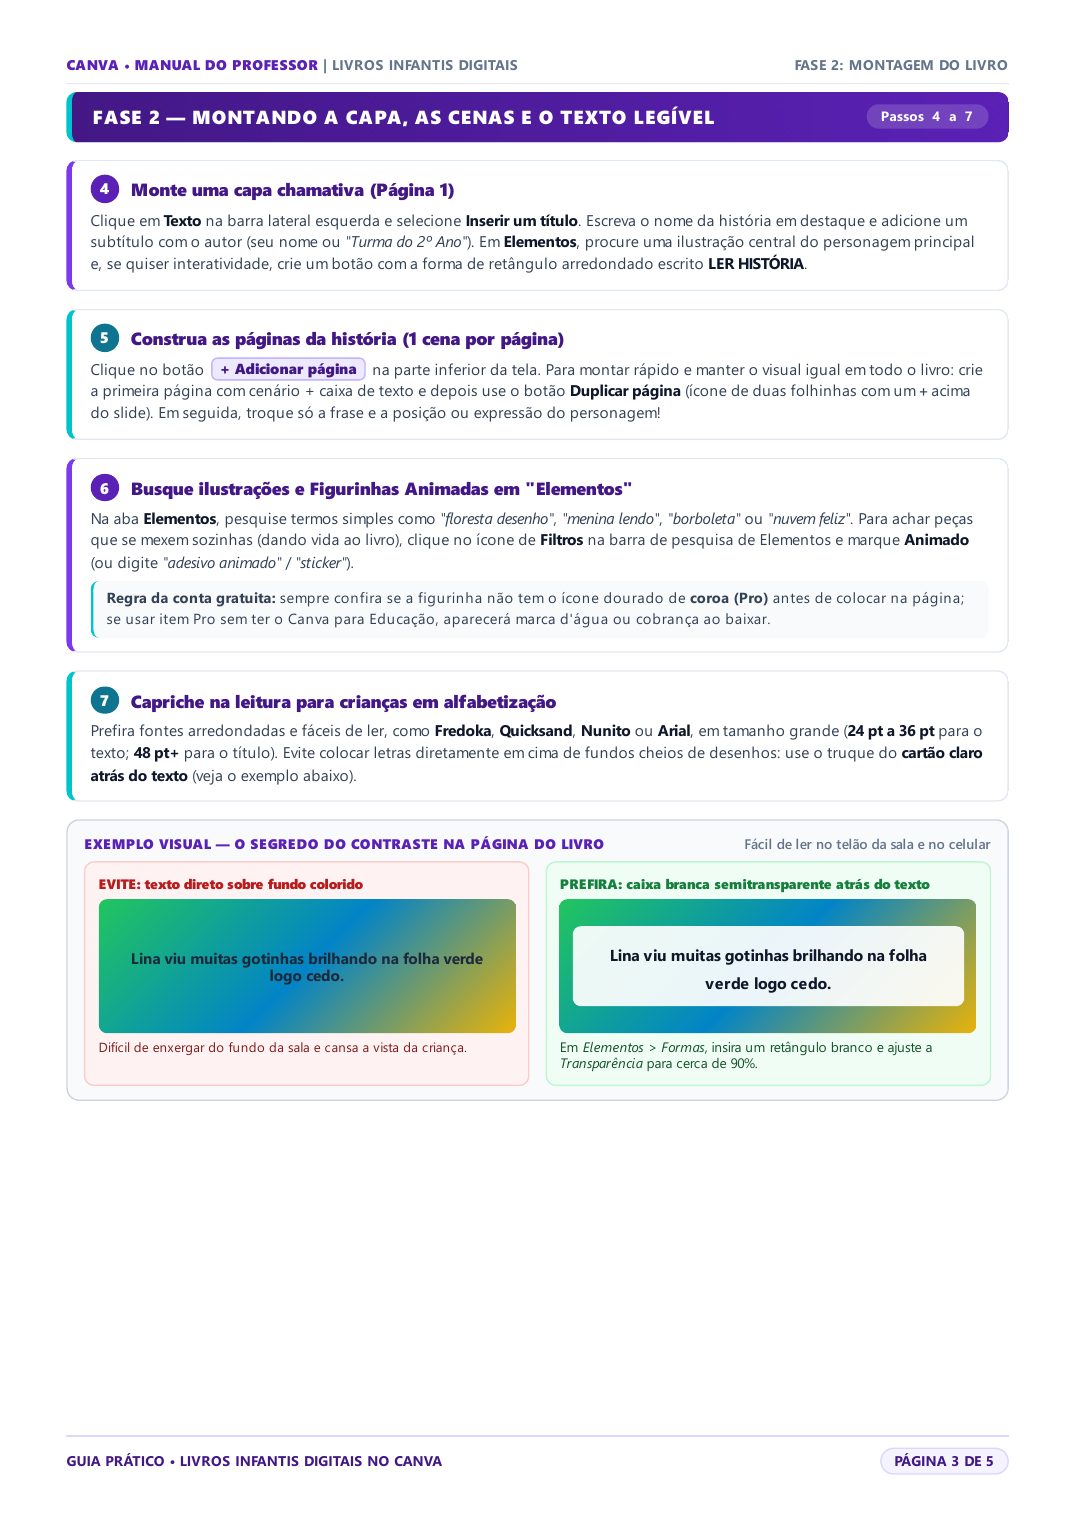 CANVA • MANUAL DO PROFESSOR | LIVROS INFANTIS DIGITAIS
FASE 2: MONTAGEM DO LIVRO
FASE 2 — MONTANDO A CAPA, AS CENAS E O TEXTO LEGÍVEL
Passos 4 a 7
4 Monte uma capa chamativa (Página 1)
Clique em Texto na barra lateral esquerda e selecione Inserir um título. Escreva o nome da história em destaque e adicione um
subtítulo com o autor (seu nome ou "Turma do 2º Ano"). Em Elementos, procure uma ilustração central do personagem principal
e, se quiser interatividade, crie um botão com a forma de retângulo arredondado escrito LER HISTÓRIA.
5 Construa as páginas da história (1 cena por página)
Clique no botão + Adicionar página na parte inferior da tela. Para montar rápido e manter o visual igual em todo o livro: crie
a primeira página com cenário + caixa de texto e depois use o botão Duplicar página (ícone de duas folhinhas com um + acima
do slide). Em seguida, troque só a frase e a posição ou expressão do personagem!
6 Busque ilustrações e Figurinhas Animadas em "Elementos"
Na aba Elementos, pesquise termos simples como "floresta desenho", "menina lendo", "borboleta" ou "nuvem feliz". Para achar peças
que se mexem sozinhas (dando vida ao livro), clique no ícone de Filtros na barra de pesquisa de Elementos e marque Animado
(ou digite "adesivo animado" / "sticker").
Regra da conta gratuita: sempre confira se a figurinha não tem o ícone dourado de coroa (Pro) antes de colocar na página;
se usar item Pro sem ter o Canva para Educação, aparecerá marca d'água ou cobrança ao baixar.
7 Capriche na leitura para crianças em alfabetização
Prefira fontes arredondadas e fáceis de ler, como Fredoka, Quicksand, Nunito ou Arial, em tamanho grande (24 pt a 36 pt para o
texto; 48 pt+ para o título). Evite colocar letras diretamente em cima de fundos cheios de desenhos: use o truque do cartão claro
atrás do texto (veja o exemplo abaixo).
EXEMPLO VISUAL — O SEGREDO DO CONTRASTE NA PÁGINA DO LIVRO
Fácil de ler no telão da sala e no celular
EVITE: texto direto sobre fundo colorido
Lina viu muitas gotinhas brilhando na folha verde
logo cedo.
Difícil de enxergar do fundo da sala e cansa a vista da criança.
PREFIRA: caixa branca semitransparente atrás do texto
Lina viu muitas gotinhas brilhando na folha
verde logo cedo.
Em Elementos > Formas, insira um retângulo branco e ajuste a
Transparência para cerca de 90%.
GUIA PRÁTICO • LIVROS INFANTIS DIGITAIS NO CANVA
PÁGINA 3 DE 5